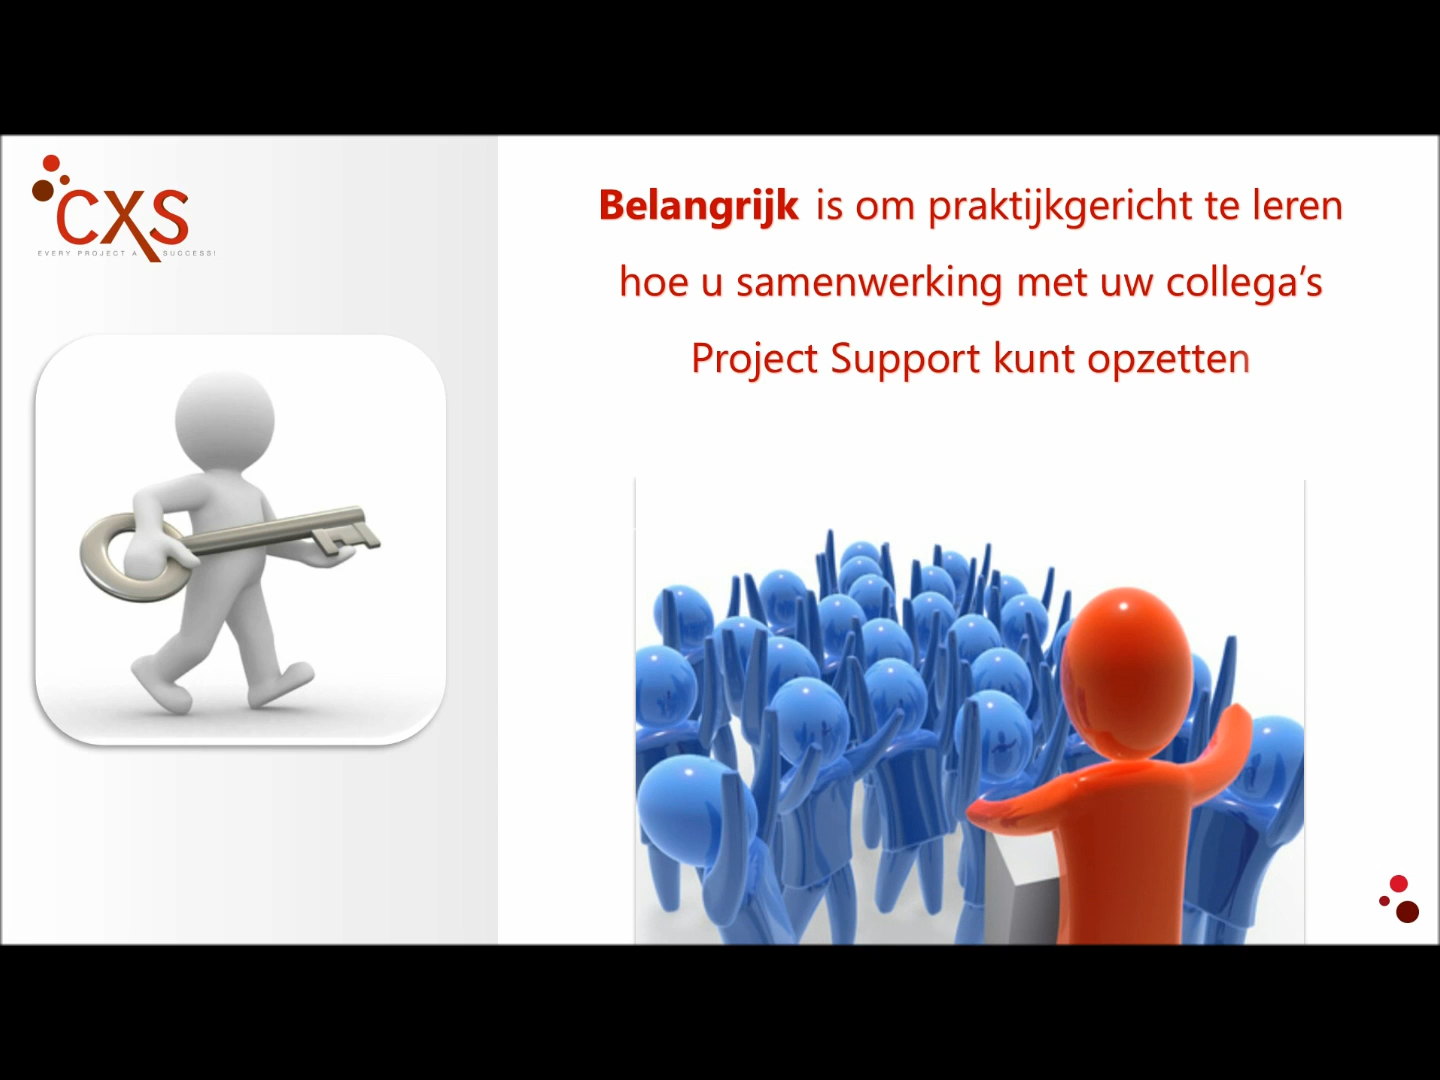 CXS
EVERY PROJECT A SUCCESS!
Belangrijk is om praktijkgericht te leren
hoe u samenwerking met uw collega’s
Project Support kunt opzetten